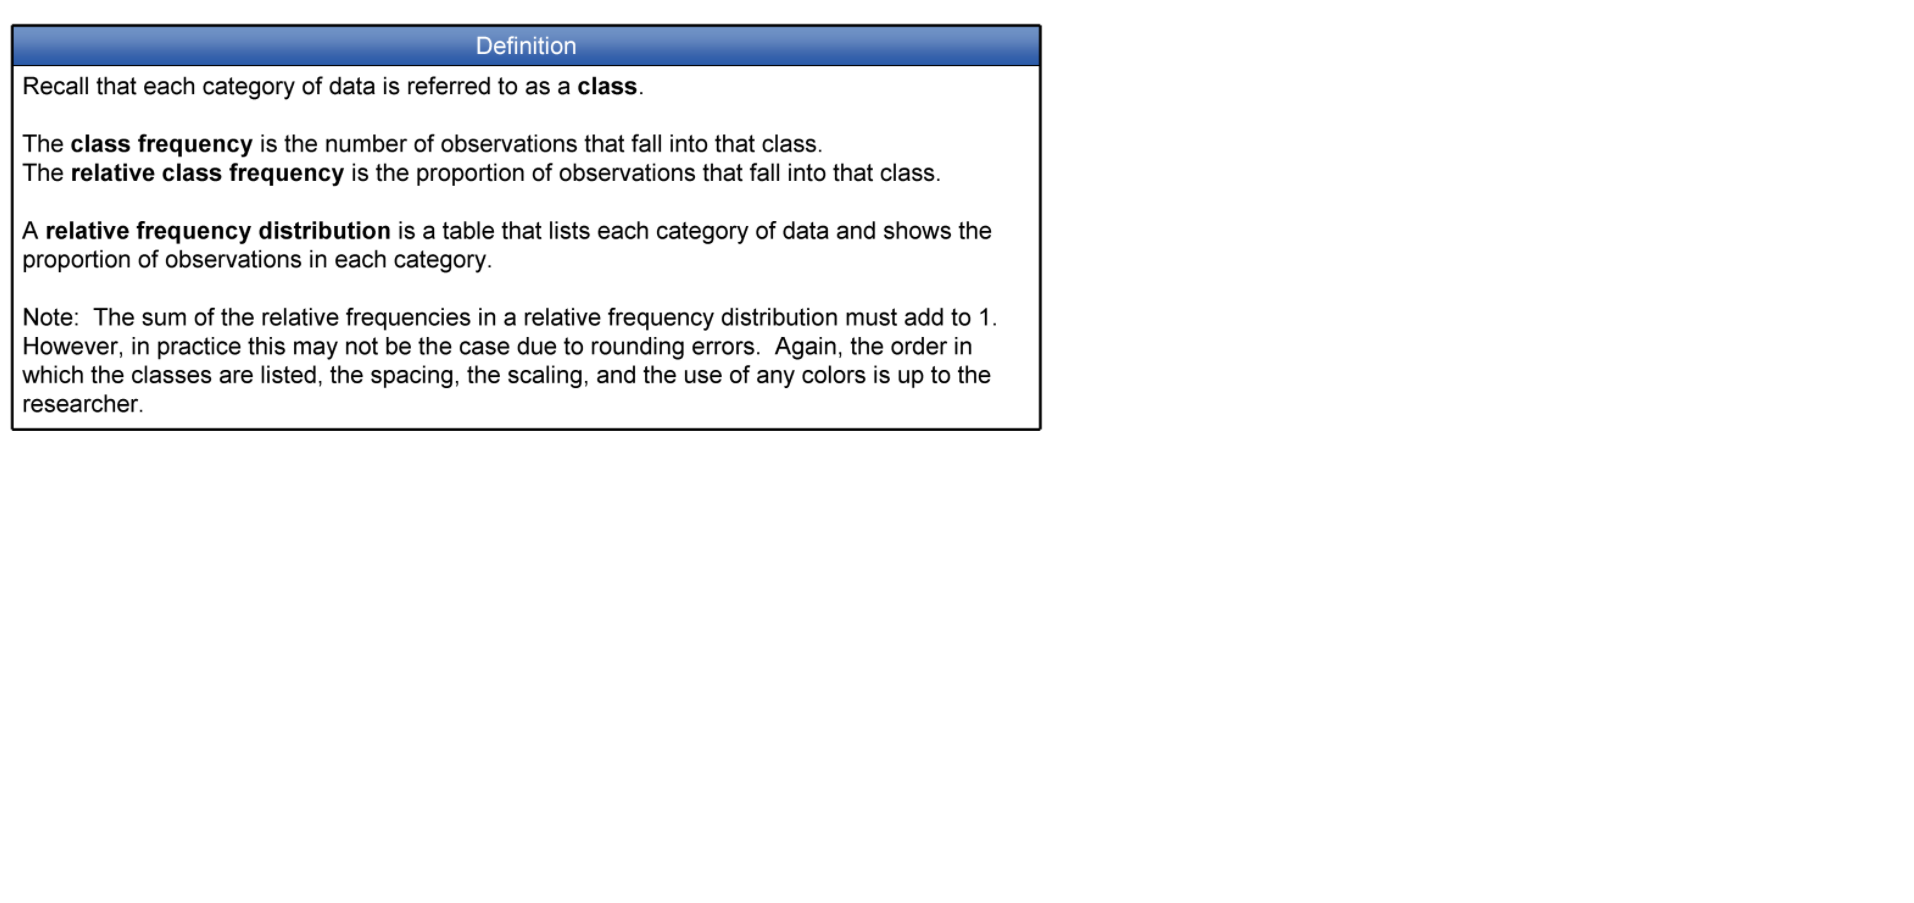 Definition
Recall that each category of data is referred to as a class.
The class frequency is the number of observations that fall into that class.
The relative class frequency is the proportion of observations that fall into that class.
A relative frequency distribution is a table that lists each category of data and shows the
proportion of observations in each category.
Note:  The sum of the relative frequencies in a relative frequency distribution must add to 1.
However, in practice this may not be the case due to rounding errors.  Again, the order in
which the classes are listed, the spacing, the scaling, and the use of any colors is up to the
researcher.